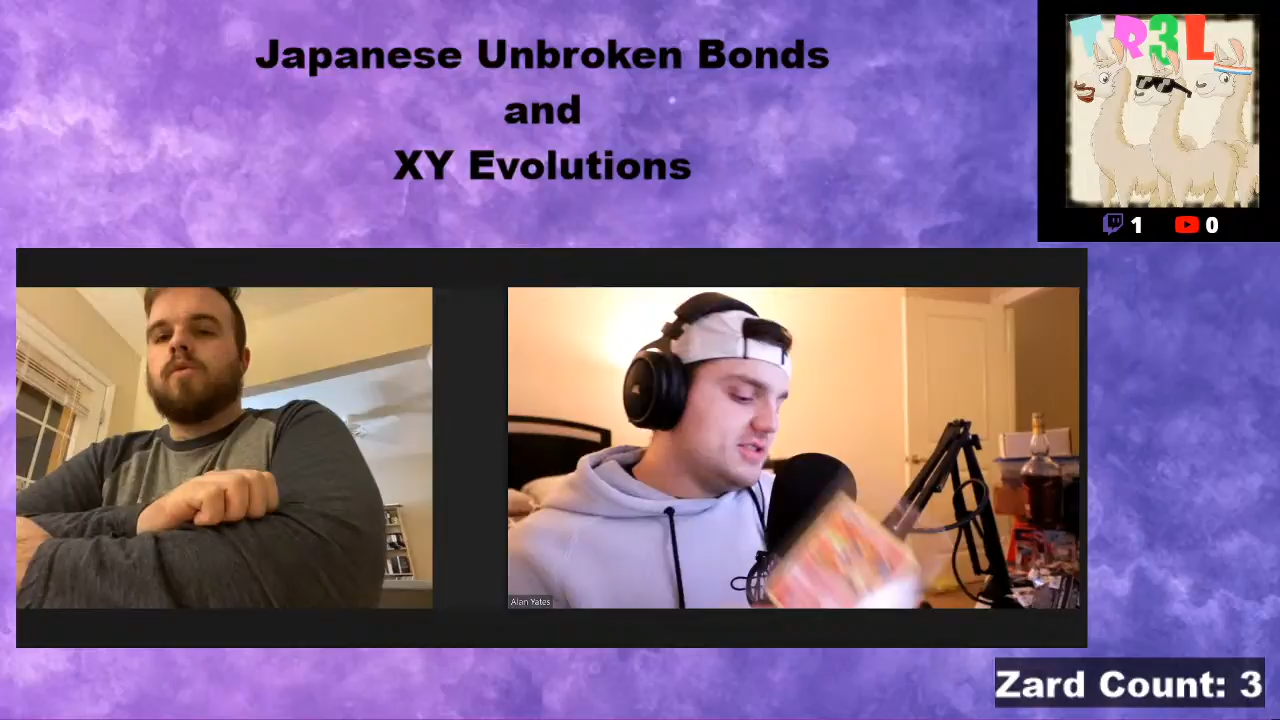 Japanese Unbroken Bonds
and
XY Evolutions
TR3L
1 0
Alan Yates
Zard Count: 3